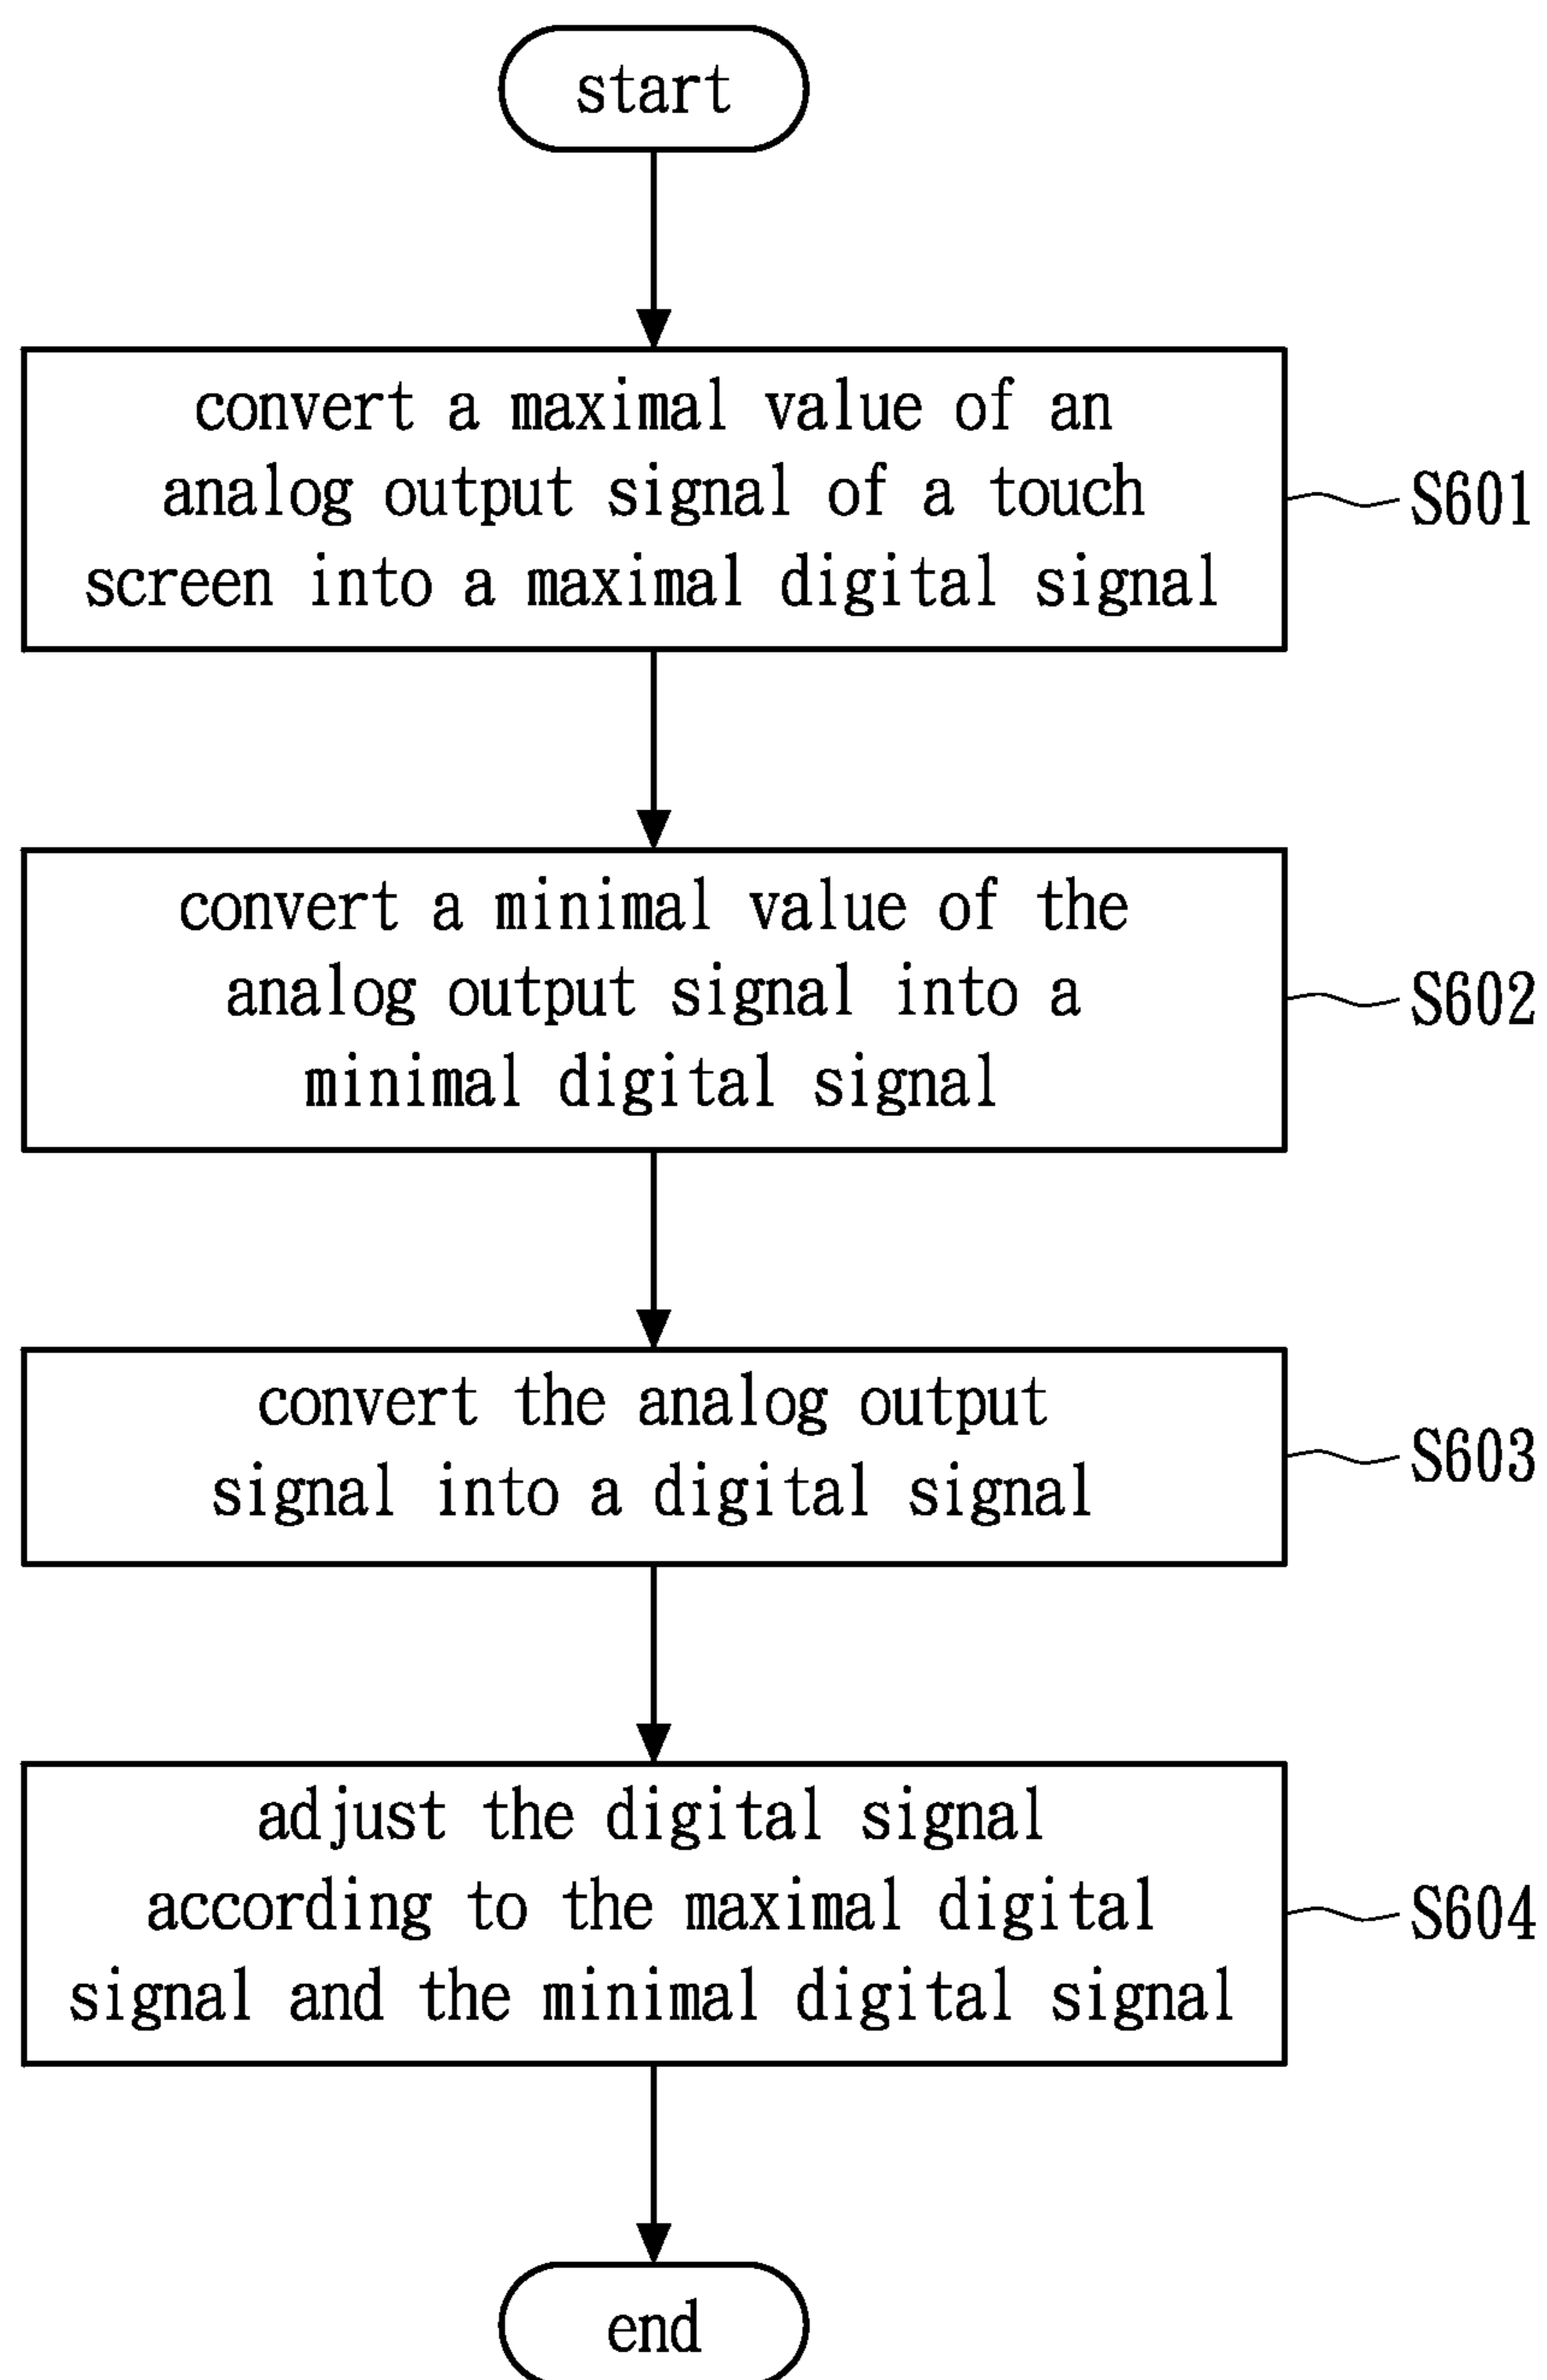 start
convert a maximal value of an
analog output signal of a touch
screen into a maximal digital signal
S601
convert a minimal value of the
analog output signal into a
minimal digital signal
S602
convert the analog output
signal into a digital signal
S603
adjust the digital signal
according to the maximal digital
signal and the minimal digital signal
S604
end